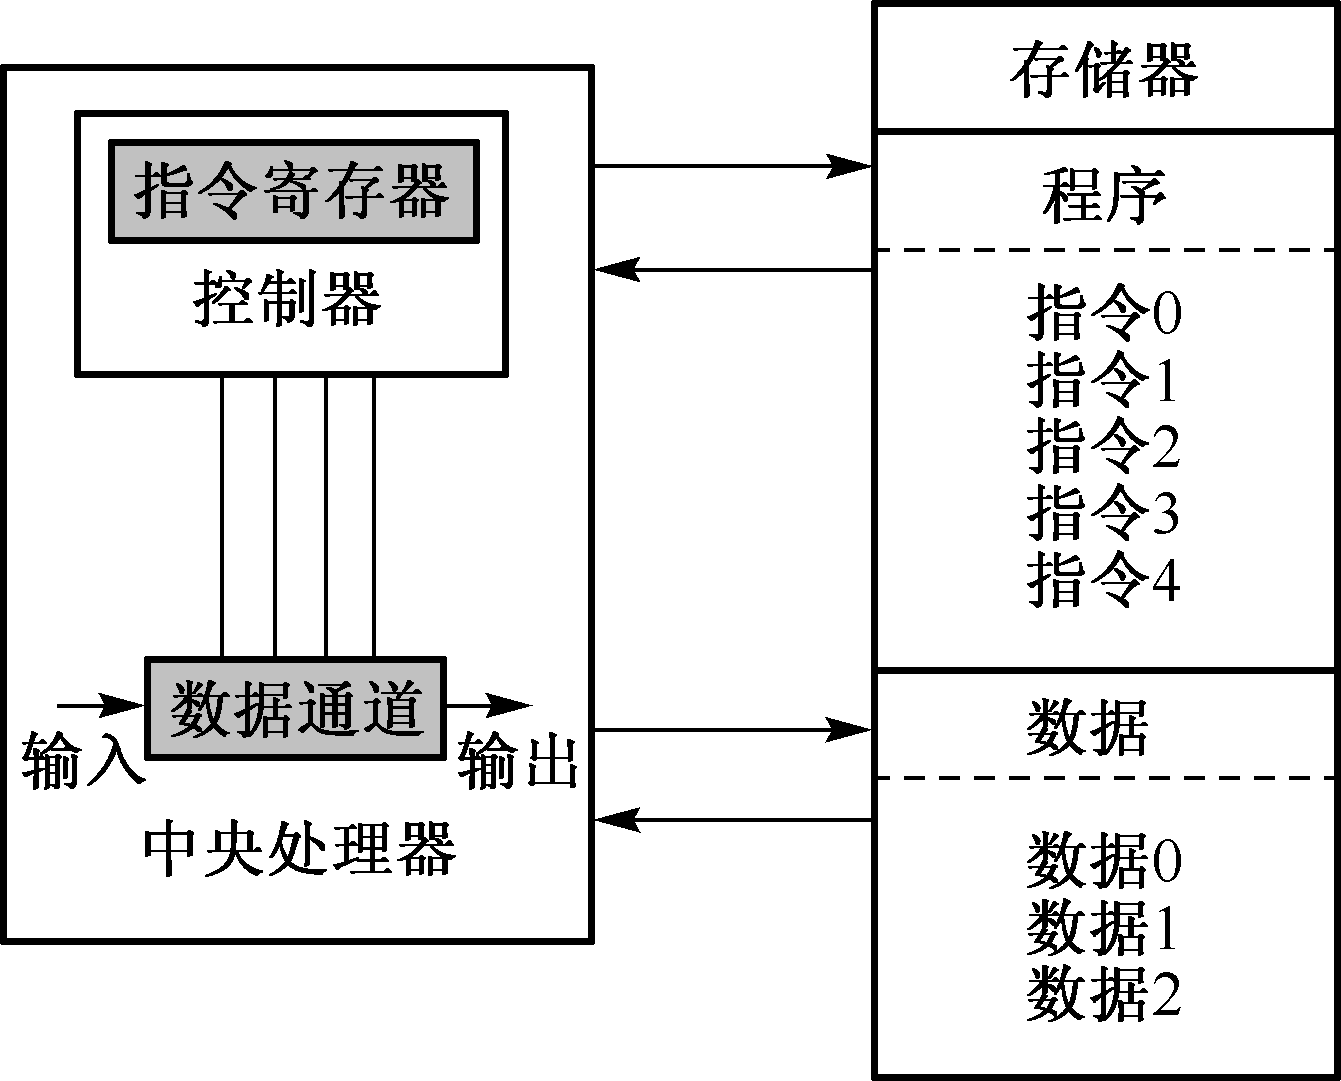 指令寄存器
控制器
数据通道
输入
输出
中央处理器
存储器
程序
指令0
指令1
指令2
指令3
指令4
数据
数据0
数据1
数据2